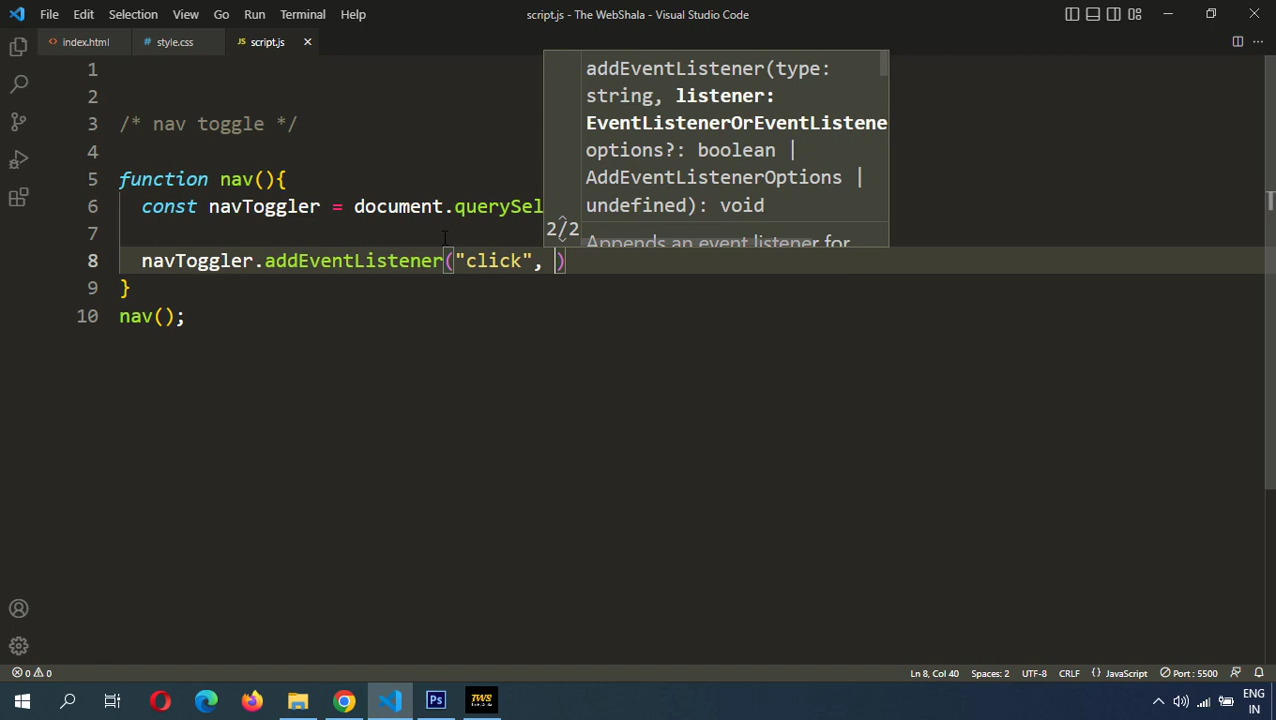 File Edit Selection View Go Run Terminal Help script.js - The WebShala - Visual Studio Code
index.html style.css JS script.js
1
2
3 /* nav toggle */
4
5 function nav(){
6 const navToggler = document.querySel
7
8 navToggler.addEventListener("click", )
9 }
10 nav();
addEventListener(type:
string, listener:
EventListenerOrEventListene
options?: boolean |
AddEventListenerOptions |
undefined): void
2/2
Appends an event listener for
0 0 Ln 8, Col 40 Spaces: 2 UTF-8 CRLF {} JavaScript Port : 5500
Ps TWS ENG
IN